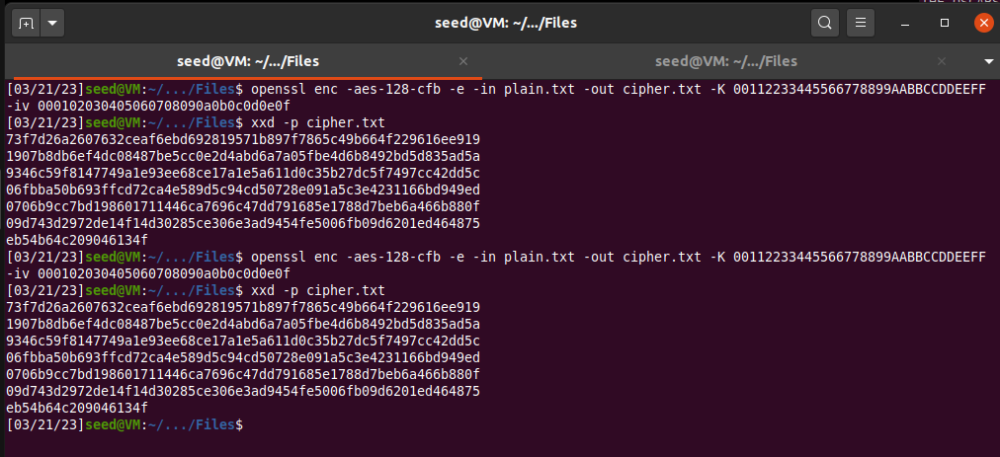 seed@VM: ~/.../Files
seed@VM: ~/.../Files
seed@VM: ~/.../Files
[03/21/23]seed@VM:~/.../Files$ openssl enc -aes-128-cfb -e -in plain.txt -out cipher.txt -K 00112233445566778899AABBCCDDEEFF
-iv 000102030405060708090a0b0c0d0e0f
[03/21/23]seed@VM:~/.../Files$ xxd -p cipher.txt
73f7d26a2607632ceaf6ebd692819571b897f7865c49b664f229616ee919
1907b8db6ef4dc08487be5cc0e2d4abd6a7a05fbe4d6b8492bd5d835ad5a
9346c59f8147749a1e93ee68ce17a1e5a611d0c35b27dc5f7497cc42dd5c
06fbba50b693ffcd72ca4e589d5c94cd50728e091a5c3e4231166bd949ed
0706b9cc7bd198601711446ca7696c47dd791685e1788d7beb6a466b880f
09d743d2972de14f14d30285ce306e3ad9454fe5006fb09d6201ed464875
eb54b64c209046134f
[03/21/23]seed@VM:~/.../Files$ openssl enc -aes-128-cfb -e -in plain.txt -out cipher.txt -K 00112233445566778899AABBCCDDEEFF
-iv 000102030405060708090a0b0c0d0e0f
[03/21/23]seed@VM:~/.../Files$ xxd -p cipher.txt
73f7d26a2607632ceaf6ebd692819571b897f7865c49b664f229616ee919
1907b8db6ef4dc08487be5cc0e2d4abd6a7a05fbe4d6b8492bd5d835ad5a
9346c59f8147749a1e93ee68ce17a1e5a611d0c35b27dc5f7497cc42dd5c
06fbba50b693ffcd72ca4e589d5c94cd50728e091a5c3e4231166bd949ed
0706b9cc7bd198601711446ca7696c47dd791685e1788d7beb6a466b880f
09d743d2972de14f14d30285ce306e3ad9454fe5006fb09d6201ed464875
eb54b64c209046134f
[03/21/23]seed@VM:~/.../Files$